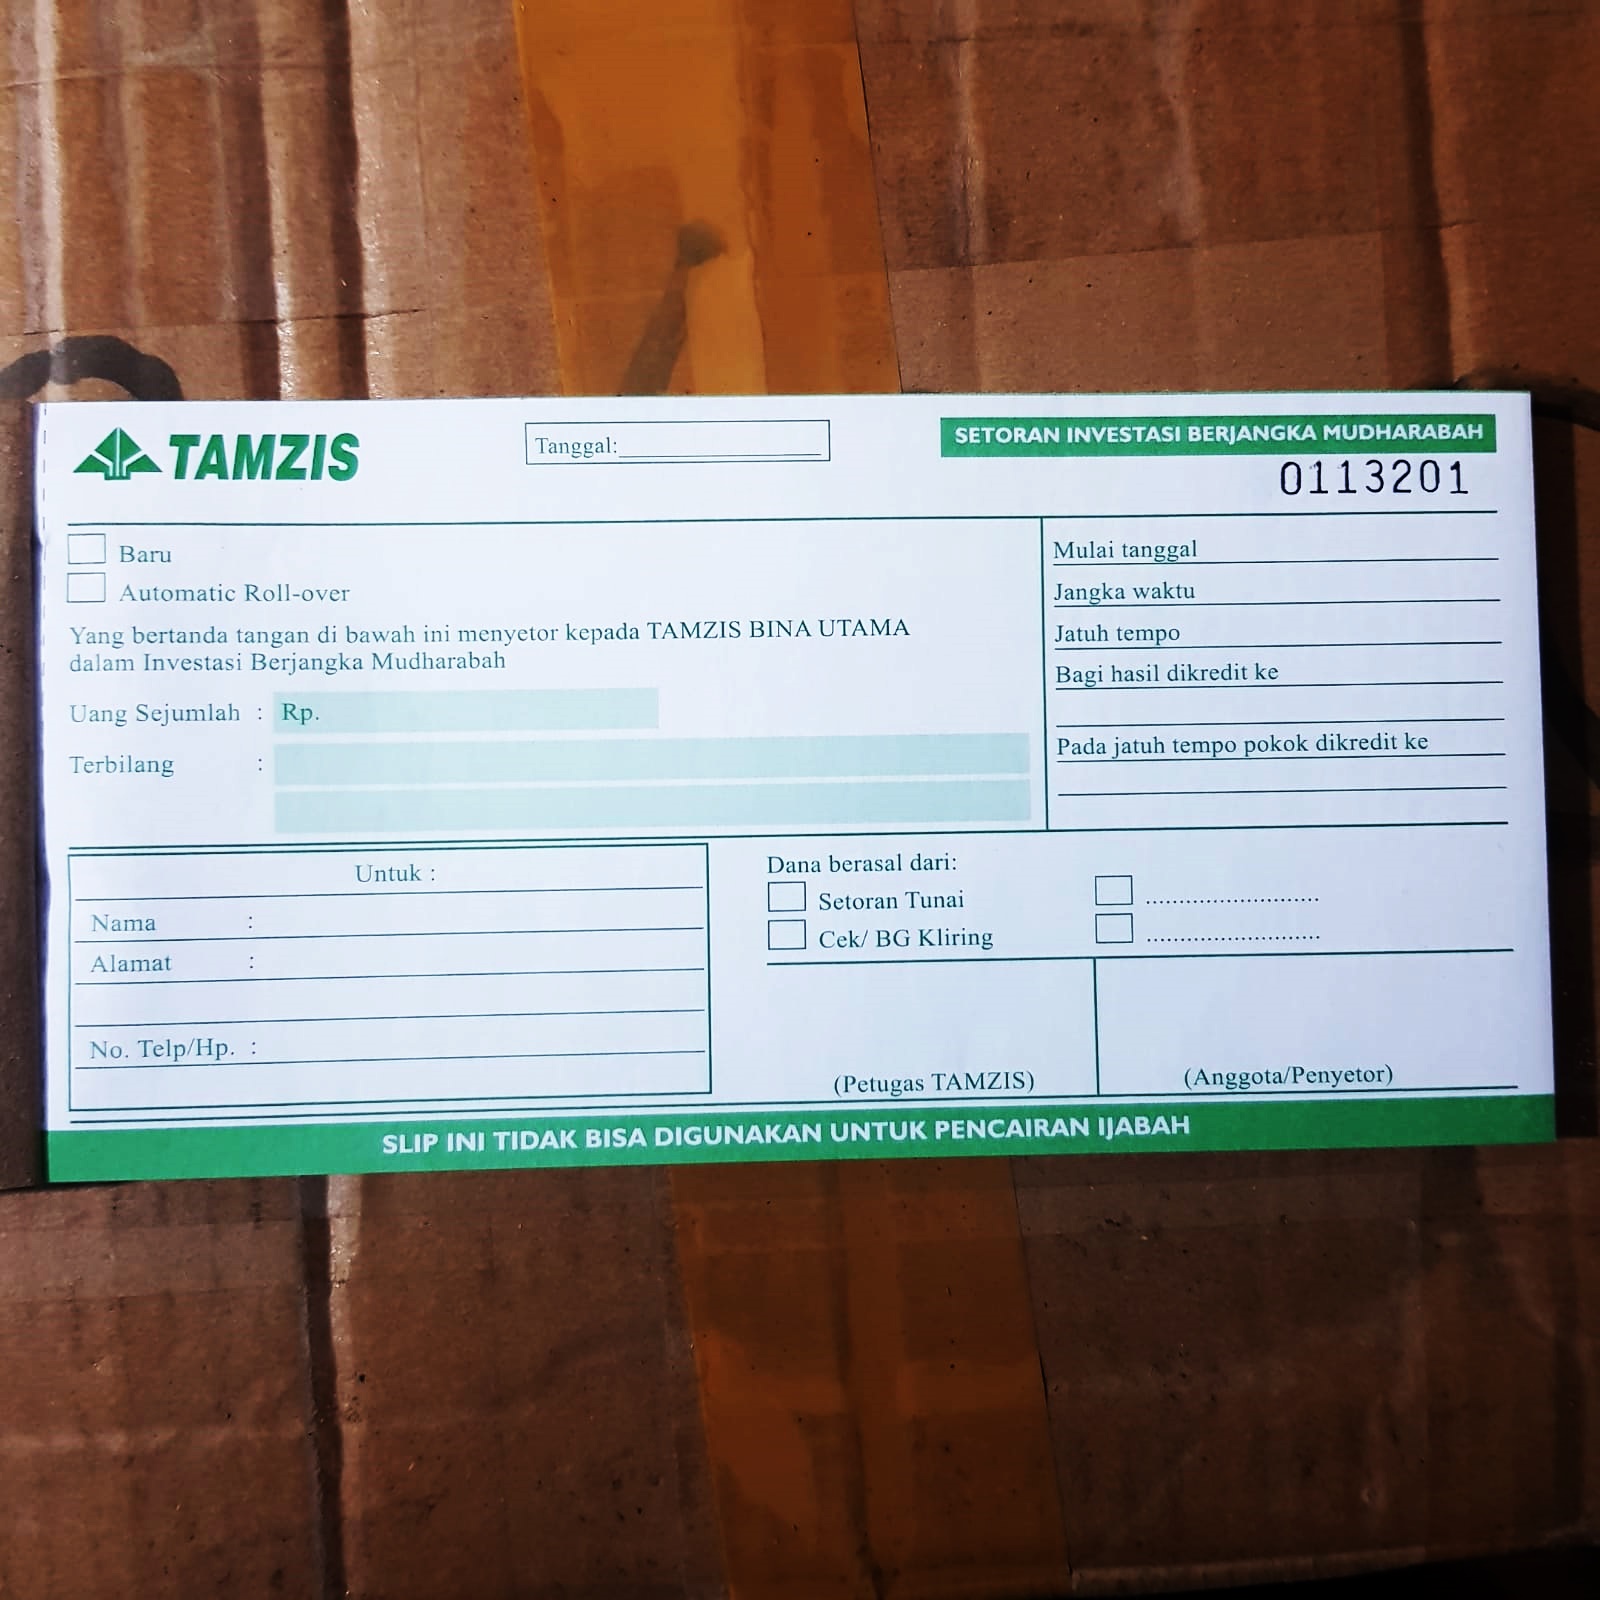 TAMZIS
Tanggal:
SETORAN INVESTASI BERJANGKA MUDHARABAH
0113201
Baru
Automatic Roll-over
Yang bertanda tangan di bawah ini menyetor kepada TAMZIS BINA UTAMA
dalam Investasi Berjangka Mudharabah
Uang Sejumlah : Rp.
Terbilang :
Mulai tanggal
Jangka waktu
Jatuh tempo
Bagi hasil dikredit ke
Pada jatuh tempo pokok dikredit ke
Untuk :
Nama :
Alamat :
No. Telp/Hp. :
Dana berasal dari:
Setoran Tunai ...........................
Cek/ BG Kliring ...........................
(Petugas TAMZIS)
(Anggota/Penyetor)
SLIP INI TIDAK BISA DIGUNAKAN UNTUK PENCAIRAN IJABAH